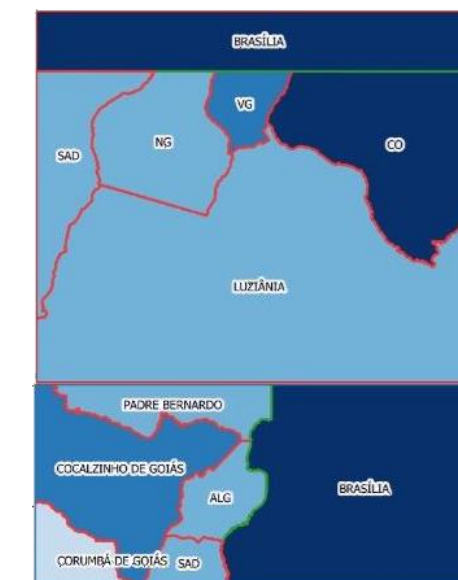 BRASÍLIA
VG
NG
CO
SAD
LUZIÂNIA
PADRE BERNARDO
COCALZINHO DE GOIÁS
BRASÍLIA
ALG
CORUMBÁ DE GOIÁS
SAD